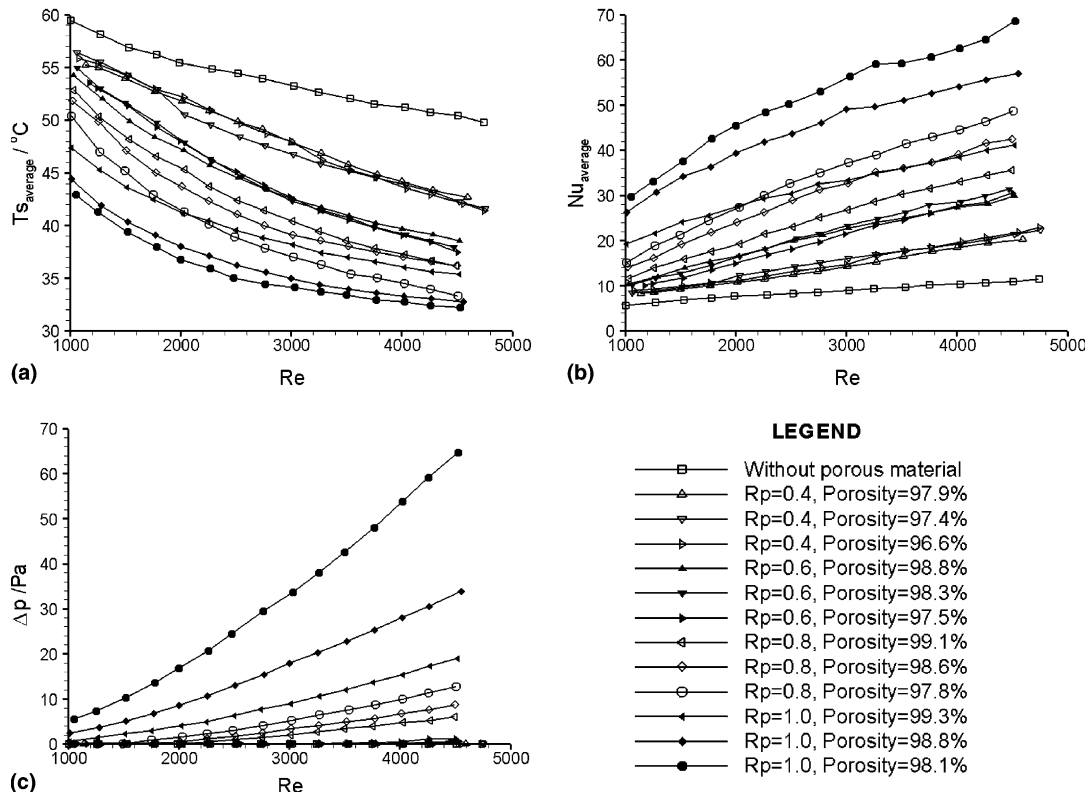 60
55
50
45
40
35
30
Ts average / °C
1000
2000
3000
4000
5000
Re
(a)
70
60
50
40
30
20
10
0
Nu average
1000
2000
3000
4000
5000
Re
(b)
70
60
50
40
30
20
10
0
Δp /Pa
1000
2000
3000
4000
5000
Re
(c)
LEGEND
Without porous material
Rp=0.4, Porosity=97.9%
Rp=0.4, Porosity=97.4%
Rp=0.4, Porosity=96.6%
Rp=0.6, Porosity=98.8%
Rp=0.6, Porosity=98.3%
Rp=0.6, Porosity=97.5%
Rp=0.8, Porosity=99.1%
Rp=0.8, Porosity=98.6%
Rp=0.8, Porosity=97.8%
Rp=1.0, Porosity=99.3%
Rp=1.0, Porosity=98.8%
Rp=1.0, Porosity=98.1%